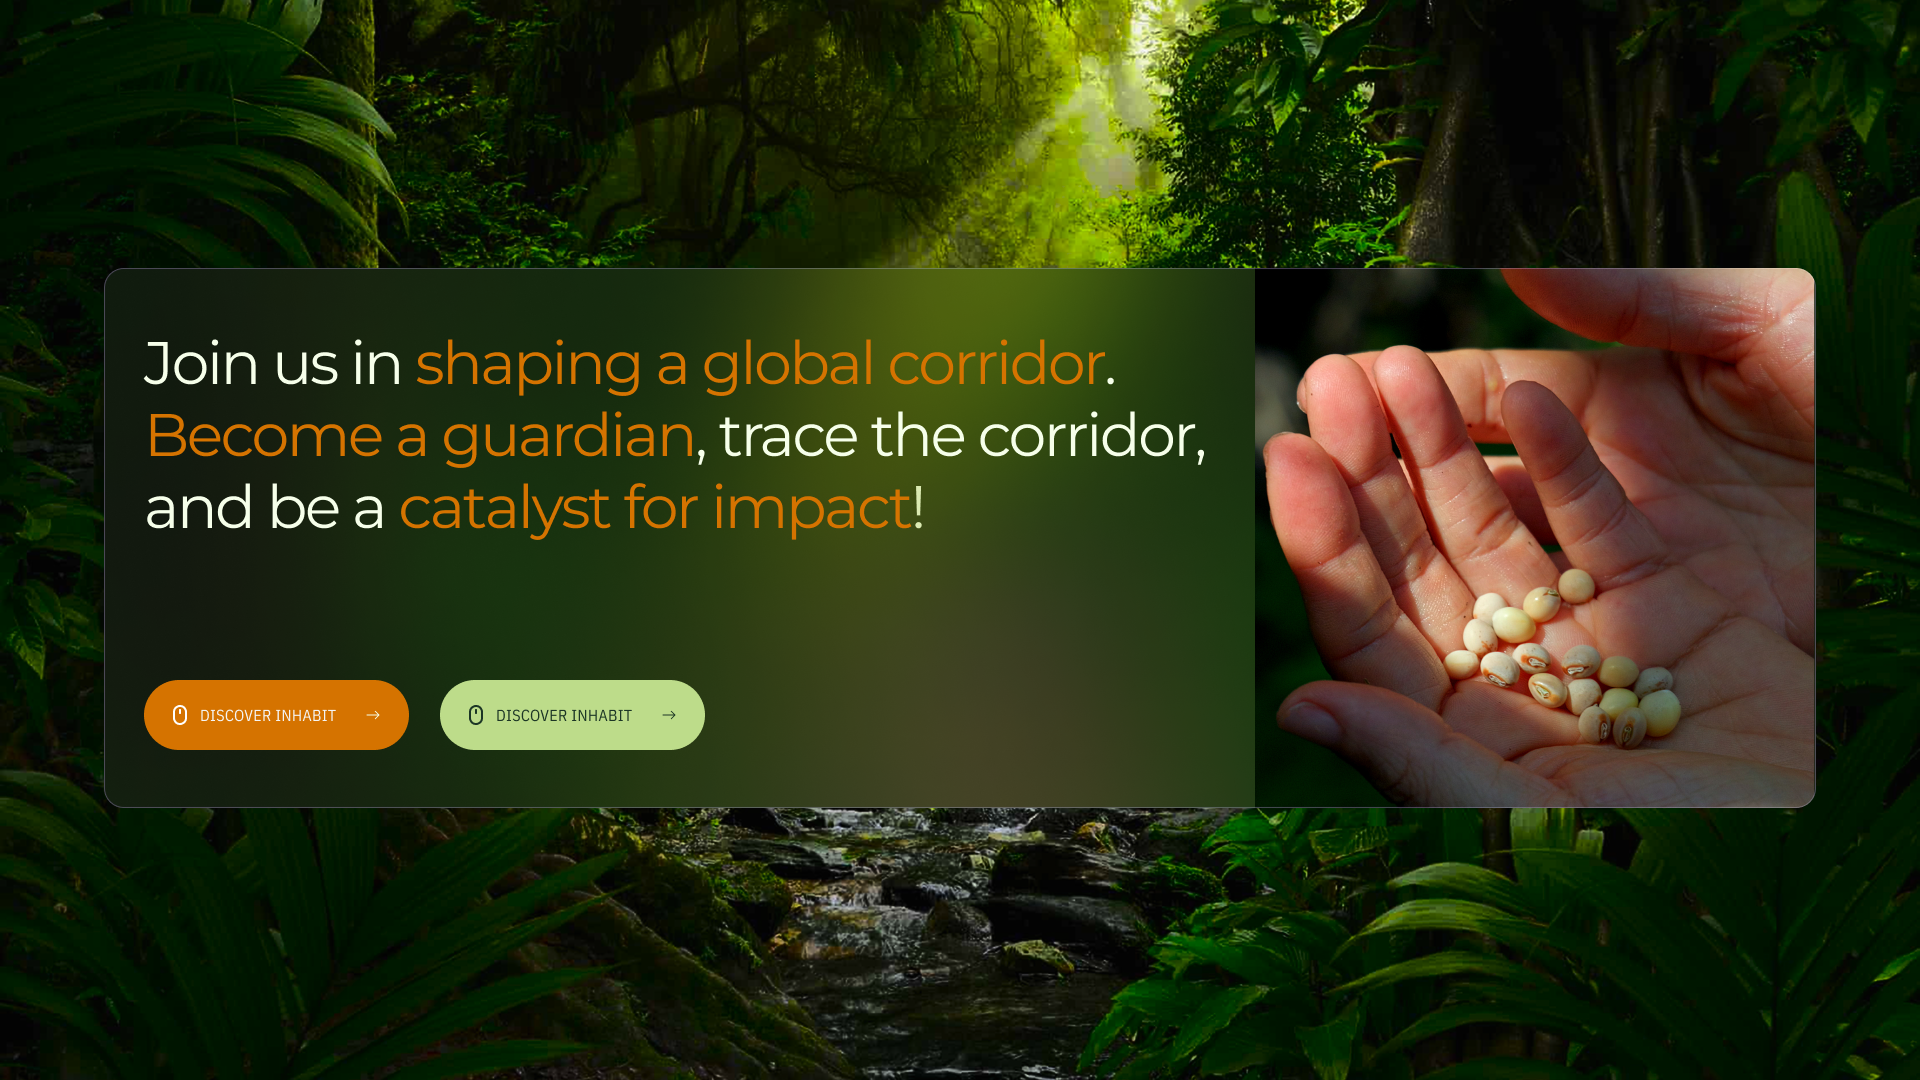 Join us in shaping a global corridor.
Become a guardian, trace the corridor,
and be a catalyst for impact!
DISCOVER INHABIT →
DISCOVER INHABIT →